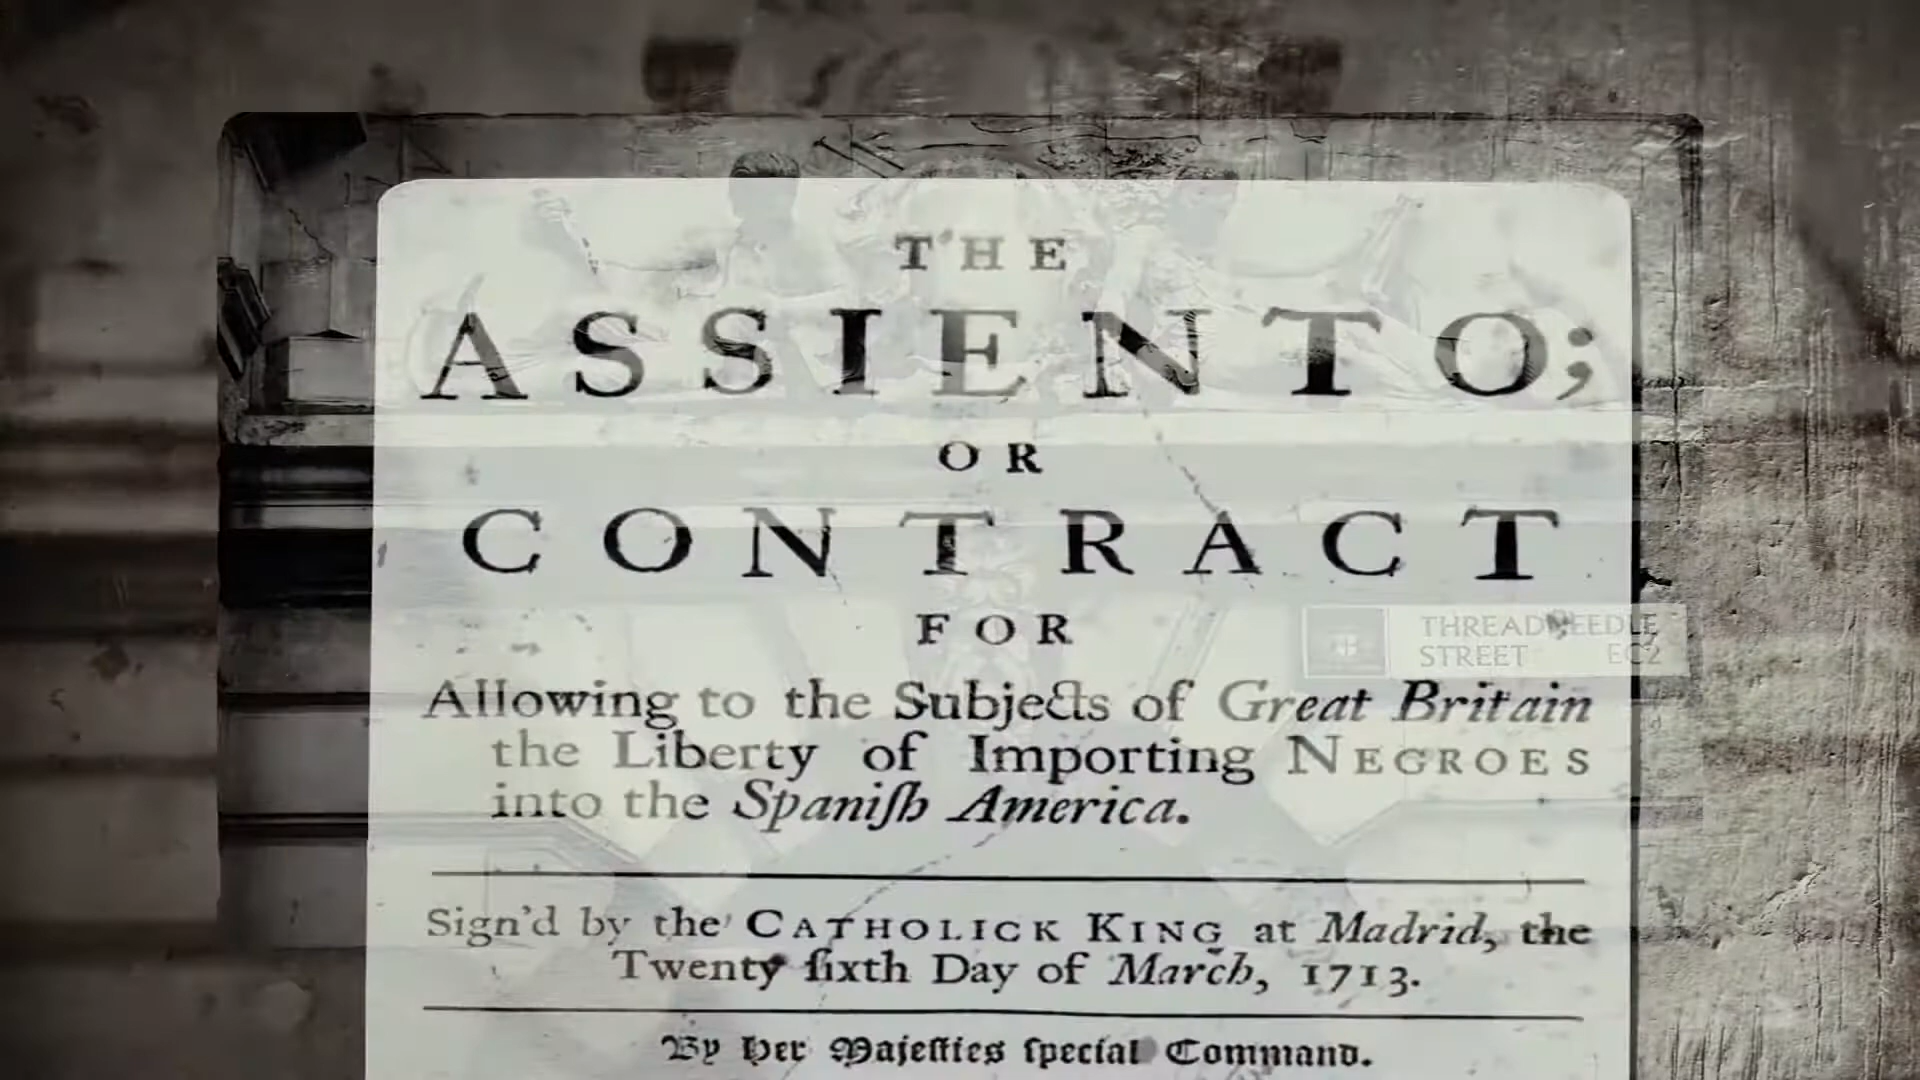 THE
ASSIENTO;
OR
CONTRACT
FOR
THREADNEEDLE
STREET EC2
Allowing to the Subjects of Great Britain
the Liberty of Importing NEGROES
into the Spaniſh America.
Sign'd by the CATHOLICK KING at Madrid, the
Twenty ſixth Day of March, 1713.
By Her Majeſties ſpecial Command.